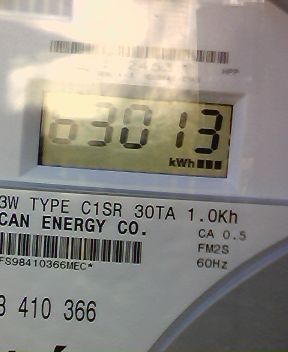 03013
kWh
3W TYPE C1SR 30TA 1.0Kh
CAN ENERGY CO.
CA 0.5
FM2S
60Hz
FS98410366MEC*
3 410 366